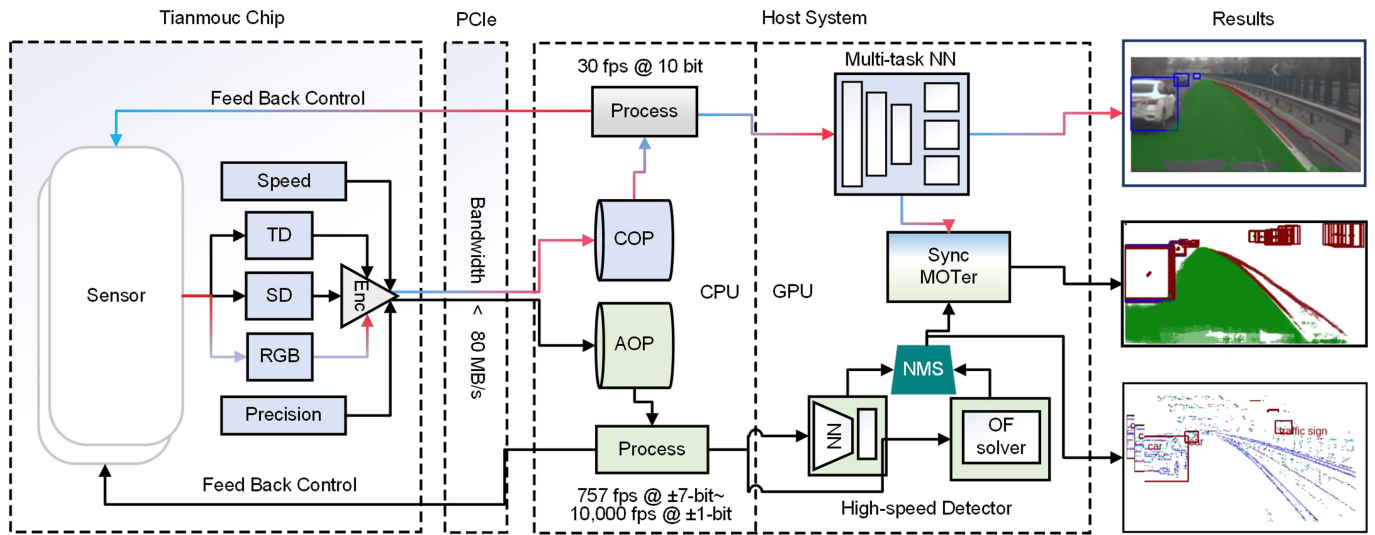 Tianmouc Chip
PCIe
Host System
Results
30 fps @ 10 bit
Multi-task NN
Feed Back Control
Process
Speed
TD
SD
RGB
Precision
Enc
Sensor
Bandwidth < 80 MB/s
COP
AOP
CPU
GPU
Sync
MOTer
NMS
NN
OF
solver
Process
Feed Back Control
757 fps @ ±7-bit~
10,000 fps @ ±1-bit
High-speed Detector
traffic sign
car
car